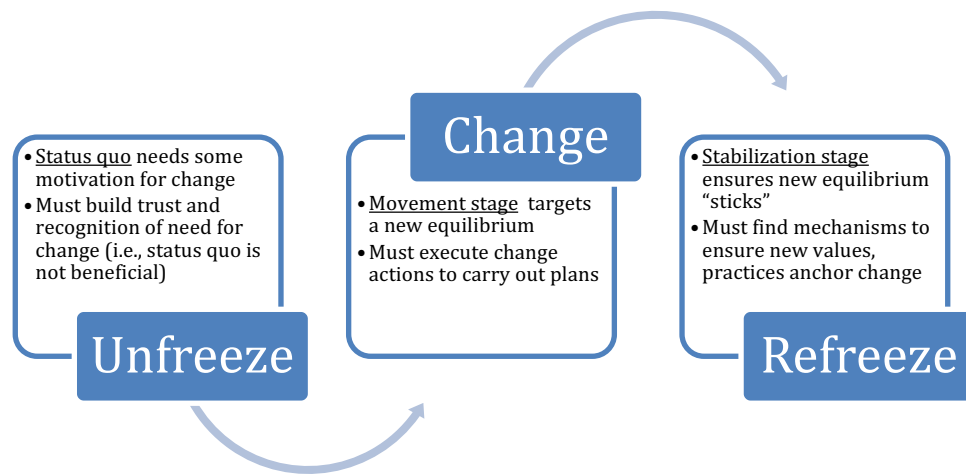 • Status quo needs some
motivation for change
• Must build trust and
recognition of need for
change (i.e., status quo is
not beneficial)
Unfreeze
Change
• Movement stage targets
a new equilibrium
• Must execute change
actions to carry out plans
• Stabilization stage
ensures new equilibrium
“sticks”
• Must find mechanisms to
ensure new values,
practices anchor change
Refreeze